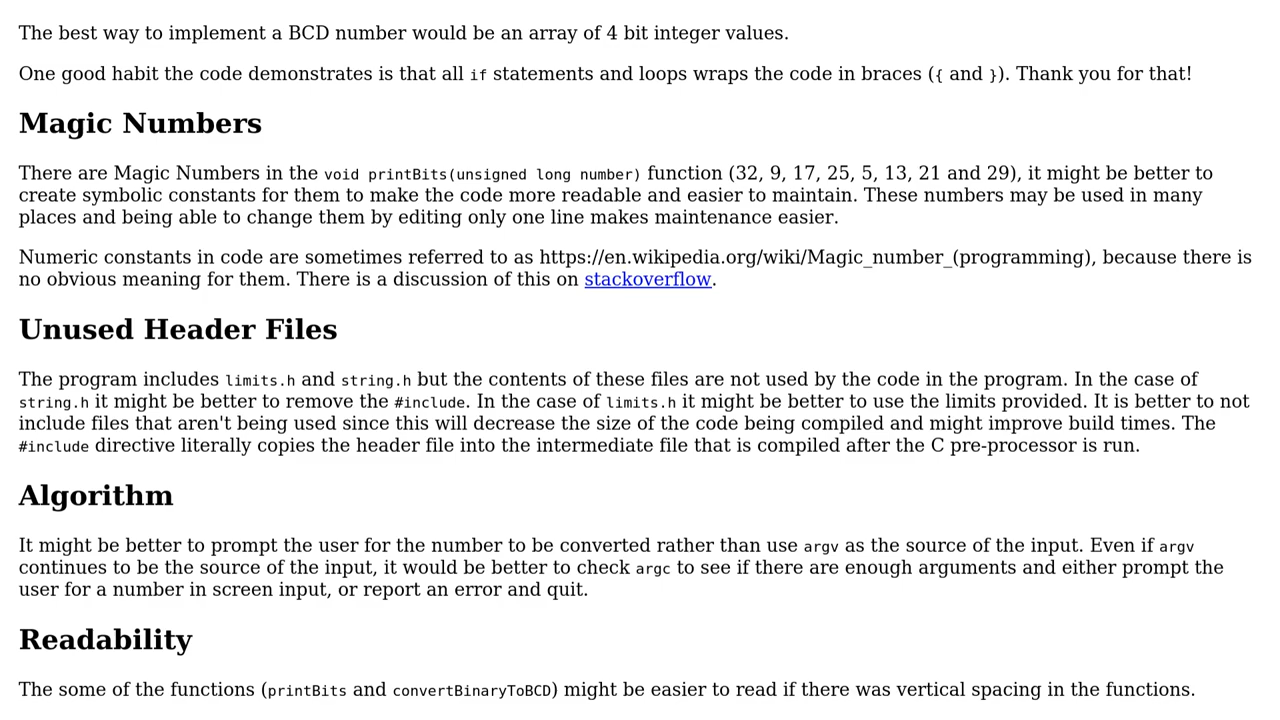 The best way to implement a BCD number would be an array of 4 bit integer values.
One good habit the code demonstrates is that all if statements and loops wraps the code in braces ({ and }). Thank you for that!
Magic Numbers
There are Magic Numbers in the void printBits(unsigned long number) function (32, 9, 17, 25, 5, 13, 21 and 29), it might be better to
create symbolic constants for them to make the code more readable and easier to maintain. These numbers may be used in many
places and being able to change them by editing only one line makes maintenance easier.
Numeric constants in code are sometimes referred to as https://en.wikipedia.org/wiki/Magic_number_(programming), because there is
no obvious meaning for them. There is a discussion of this on stackoverflow.
Unused Header Files
The program includes limits.h and string.h but the contents of these files are not used by the code in the program. In the case of
string.h it might be better to remove the #include. In the case of limits.h it might be better to use the limits provided. It is better to not
include files that aren't being used since this will decrease the size of the code being compiled and might improve build times. The
#include directive literally copies the header file into the intermediate file that is compiled after the C pre-processor is run.
Algorithm
It might be better to prompt the user for the number to be converted rather than use argv as the source of the input. Even if argv
continues to be the source of the input, it would be better to check argc to see if there are enough arguments and either prompt the
user for a number in screen input, or report an error and quit.
Readability
The some of the functions (printBits and convertBinaryToBCD) might be easier to read if there was vertical spacing in the functions.